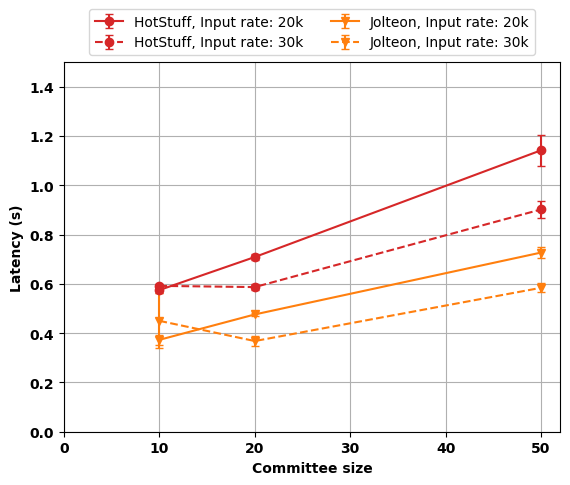 HotStuff, Input rate: 20k
HotStuff, Input rate: 30k
Jolteon, Input rate: 20k
Jolteon, Input rate: 30k
Latency (s)
1.4
1.2
1.0
0.8
0.6
0.4
0.2
0.0
0 10 20 30 40 50
Committee size